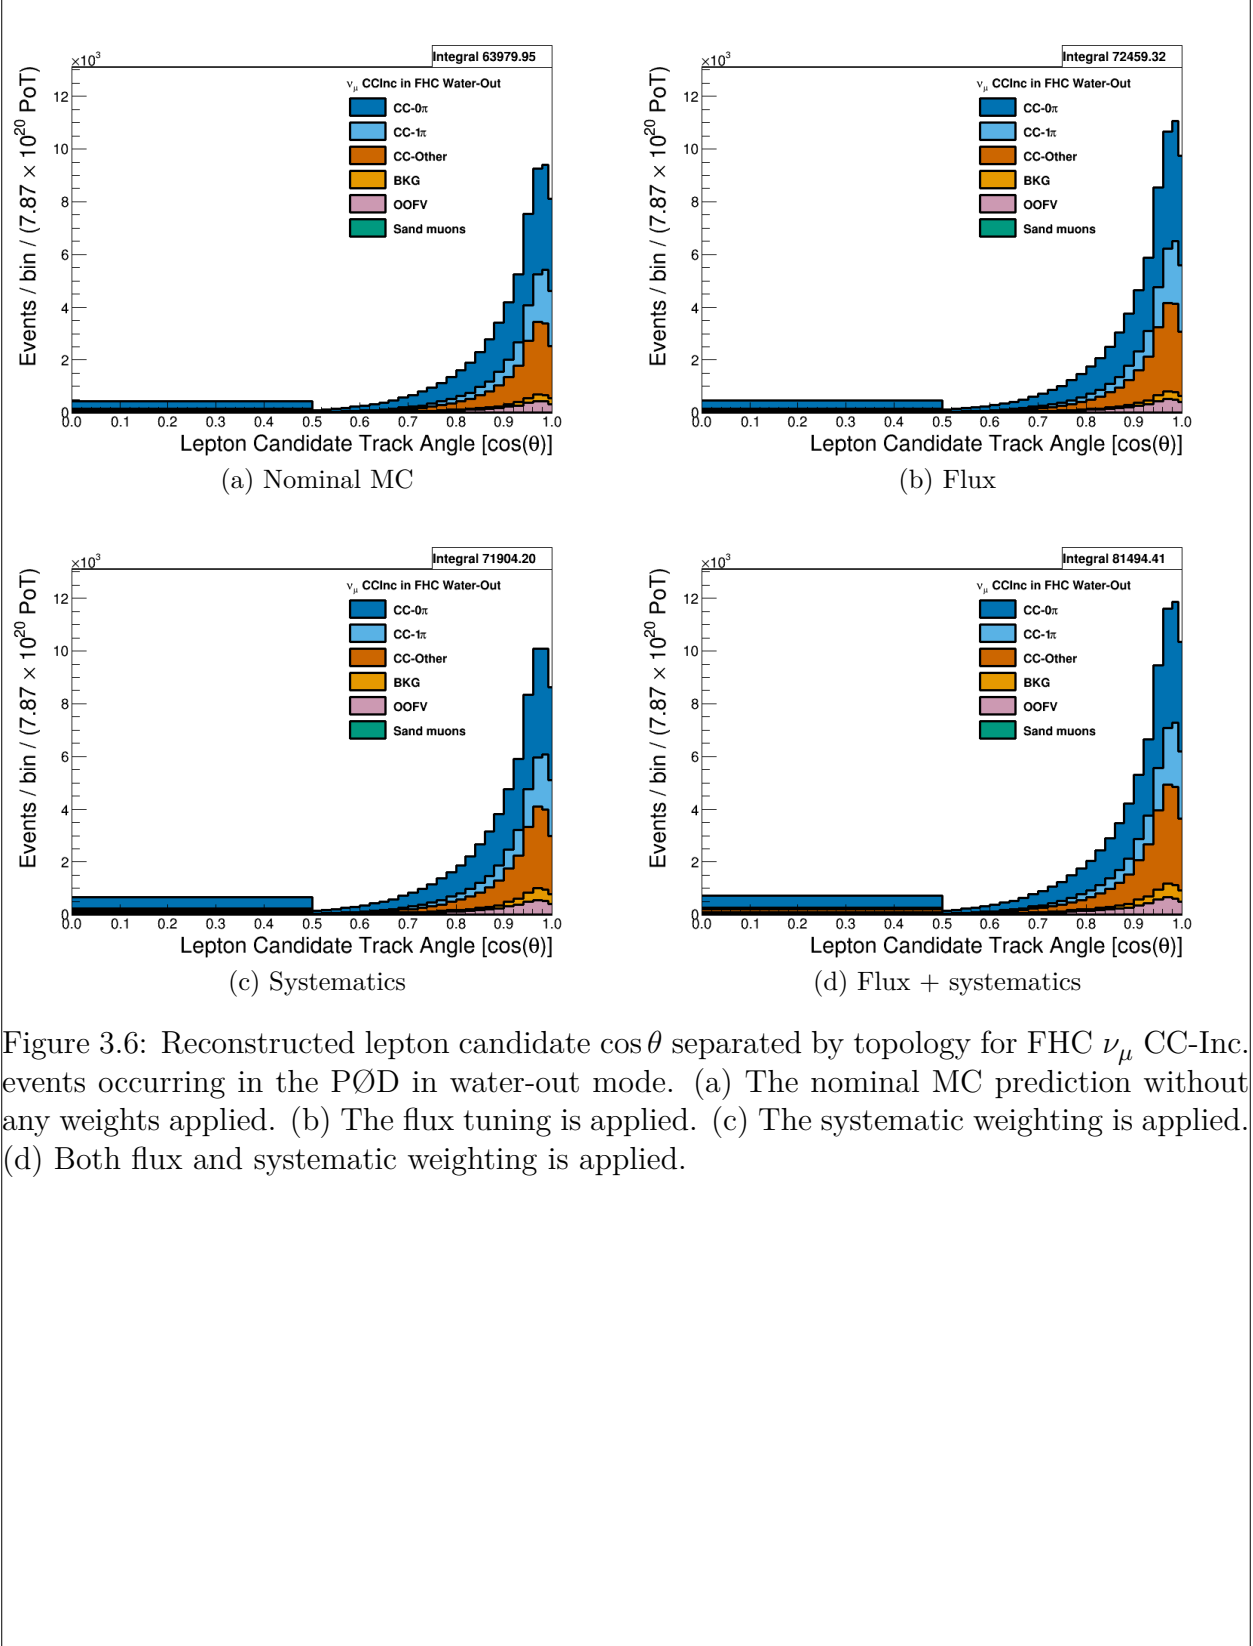 Integral 63979.95
×10³
ν_μ CCInc in FHC Water-Out
CC-0π
CC-1π
CC-Other
BKG
OOFV
Sand muons
12
10
8
6
4
2
0
Events / bin / (7.87 × 10²⁰ PoT)
0.0 0.1 0.2 0.3 0.4 0.5 0.6 0.7 0.8 0.9 1.0
Lepton Candidate Track Angle [cos(θ)]
(a) Nominal MC
Integral 72459.32
×10³
ν_μ CCInc in FHC Water-Out
CC-0π
CC-1π
CC-Other
BKG
OOFV
Sand muons
12
10
8
6
4
2
0
Events / bin / (7.87 × 10²⁰ PoT)
0.0 0.1 0.2 0.3 0.4 0.5 0.6 0.7 0.8 0.9 1.0
Lepton Candidate Track Angle [cos(θ)]
(b) Flux
Integral 71904.20
×10³
ν_μ CCInc in FHC Water-Out
CC-0π
CC-1π
CC-Other
BKG
OOFV
Sand muons
12
10
8
6
4
2
0
Events / bin / (7.87 × 10²⁰ PoT)
0.0 0.1 0.2 0.3 0.4 0.5 0.6 0.7 0.8 0.9 1.0
Lepton Candidate Track Angle [cos(θ)]
(c) Systematics
Integral 81494.41
×10³
ν_μ CCInc in FHC Water-Out
CC-0π
CC-1π
CC-Other
BKG
OOFV
Sand muons
12
10
8
6
4
2
0
Events / bin / (7.87 × 10²⁰ PoT)
0.0 0.1 0.2 0.3 0.4 0.5 0.6 0.7 0.8 0.9 1.0
Lepton Candidate Track Angle [cos(θ)]
(d) Flux + systematics
Figure 3.6: Reconstructed lepton candidate cos θ separated by topology for FHC ν_μ CC-Inc.
events occurring in the PØD in water-out mode. (a) The nominal MC prediction without
any weights applied. (b) The flux tuning is applied. (c) The systematic weighting is applied.
(d) Both flux and systematic weighting is applied.